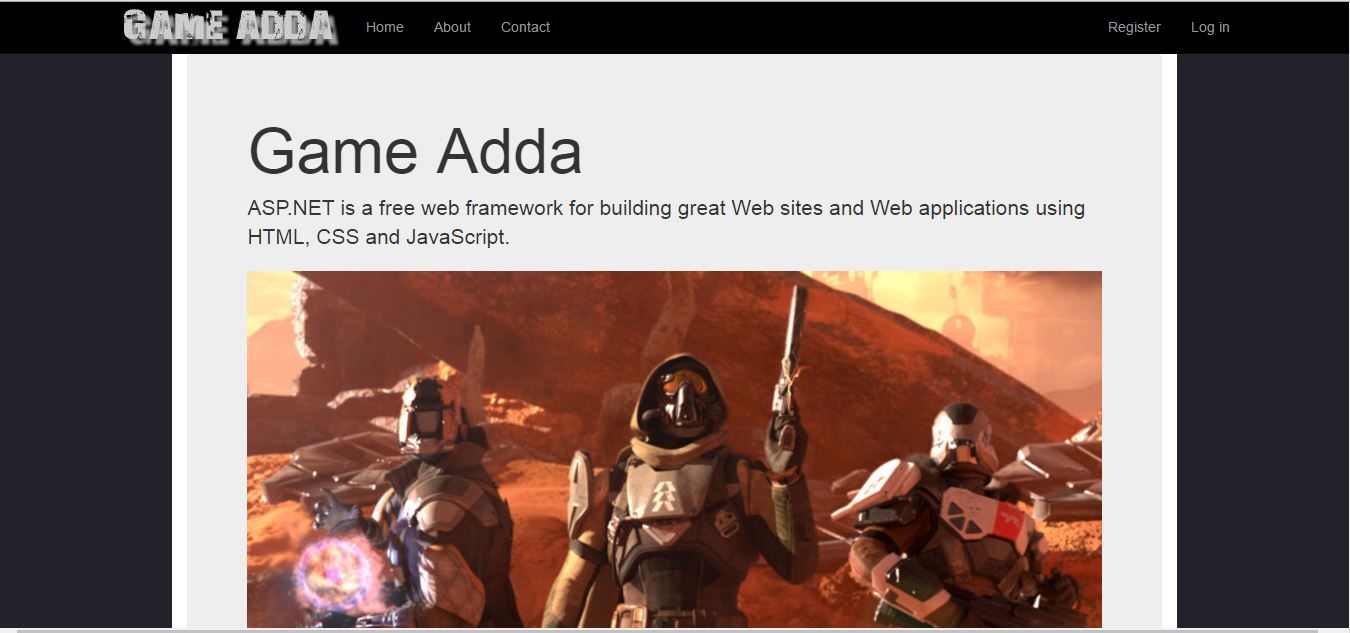 GAME ADDA
Home About Contact Register Log in
Game Adda
ASP.NET is a free web framework for building great Web sites and Web applications using
HTML, CSS and JavaScript.